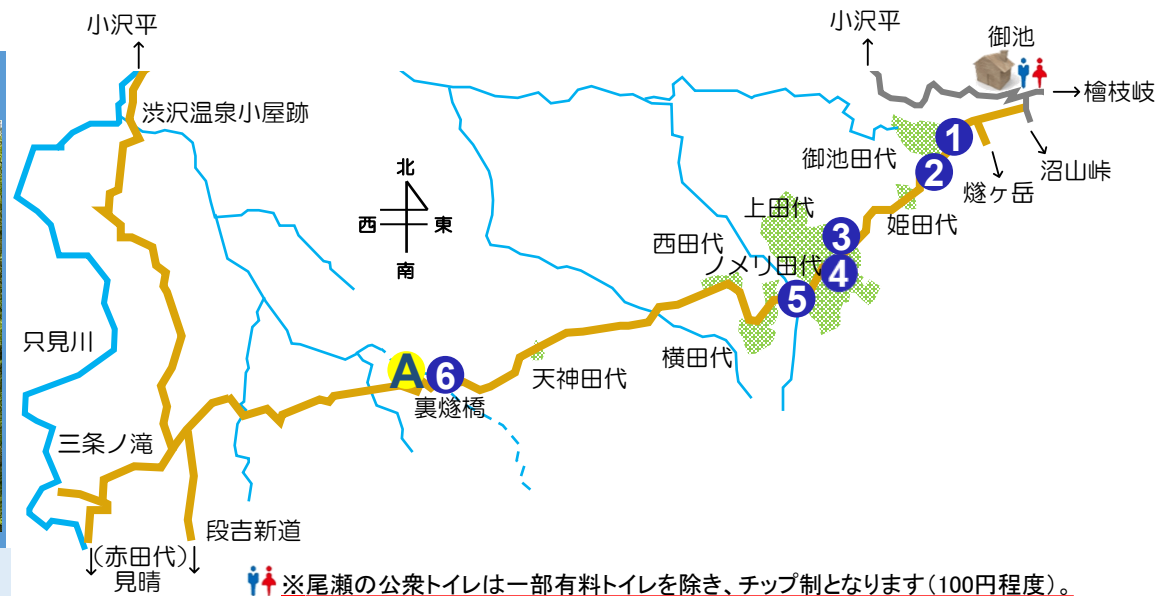 小沢平
小沢平
御池
渋沢温泉小屋跡
→檜枝岐
1
御池田代
沼山峠
2
燧ヶ岳
北
西 東
南
上田代
姫田代
3
西田代
ノメリ田代
4
5
只見川
横田代
A
6
天神田代
裏燧橋
三条ノ滝
段吉新道
(赤田代)
見晴
※尾瀬の公衆トイレは一部有料トイレを除き、チップ制となります(100円程度)。